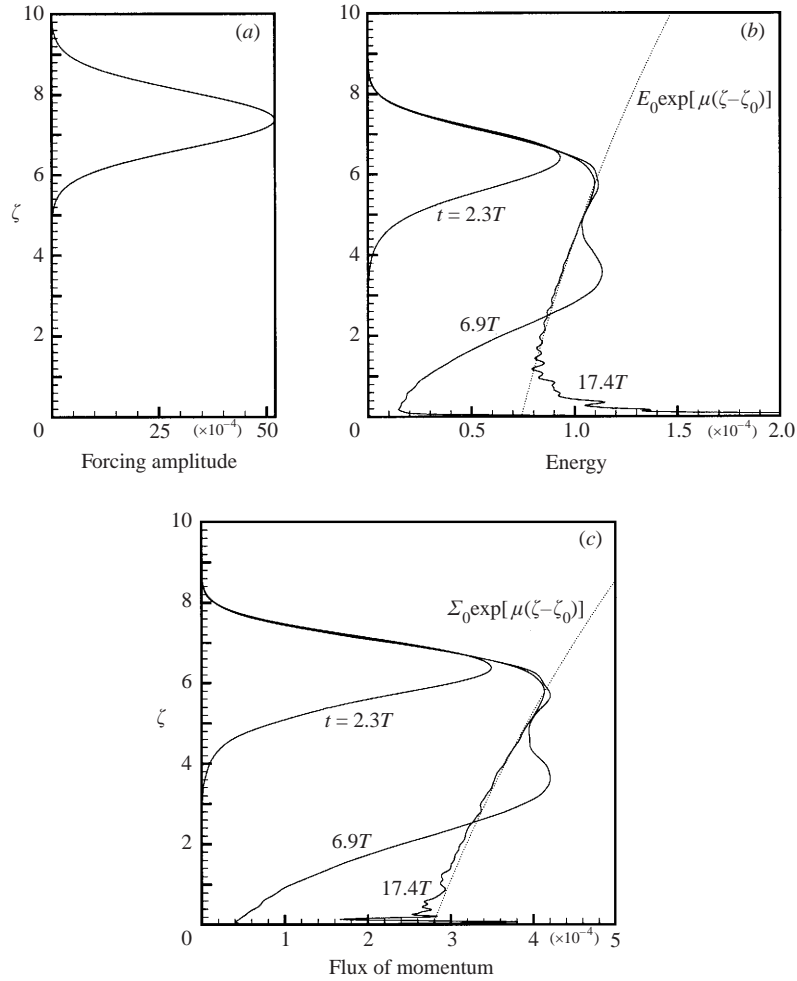 10
(a)
8
6
ζ
4
2
0
25
(×10⁻⁴)
50
Forcing amplitude
10
(b)
8
E₀exp[μ(ζ–ζ₀)]
6
t = 2.3T
4
6.9T
2
17.4T
0
0.5
1.0
1.5
(×10⁻⁴)
2.0
Energy
10
(c)
8
Σ₀exp[μ(ζ–ζ₀)]
6
ζ
t = 2.3T
4
6.9T
2
17.4T
0
1
2
3
4
(×10⁻⁴)
5
Flux of momentum